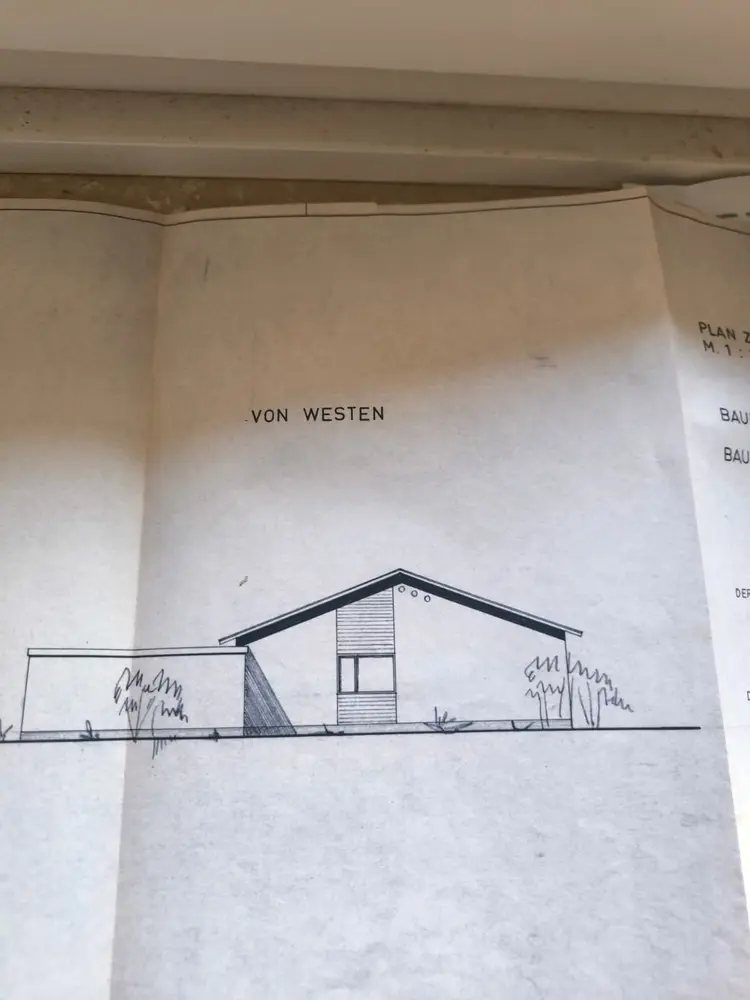 VON WESTEN
PLAN Z
M. 1 :
BAU
BAU
DER